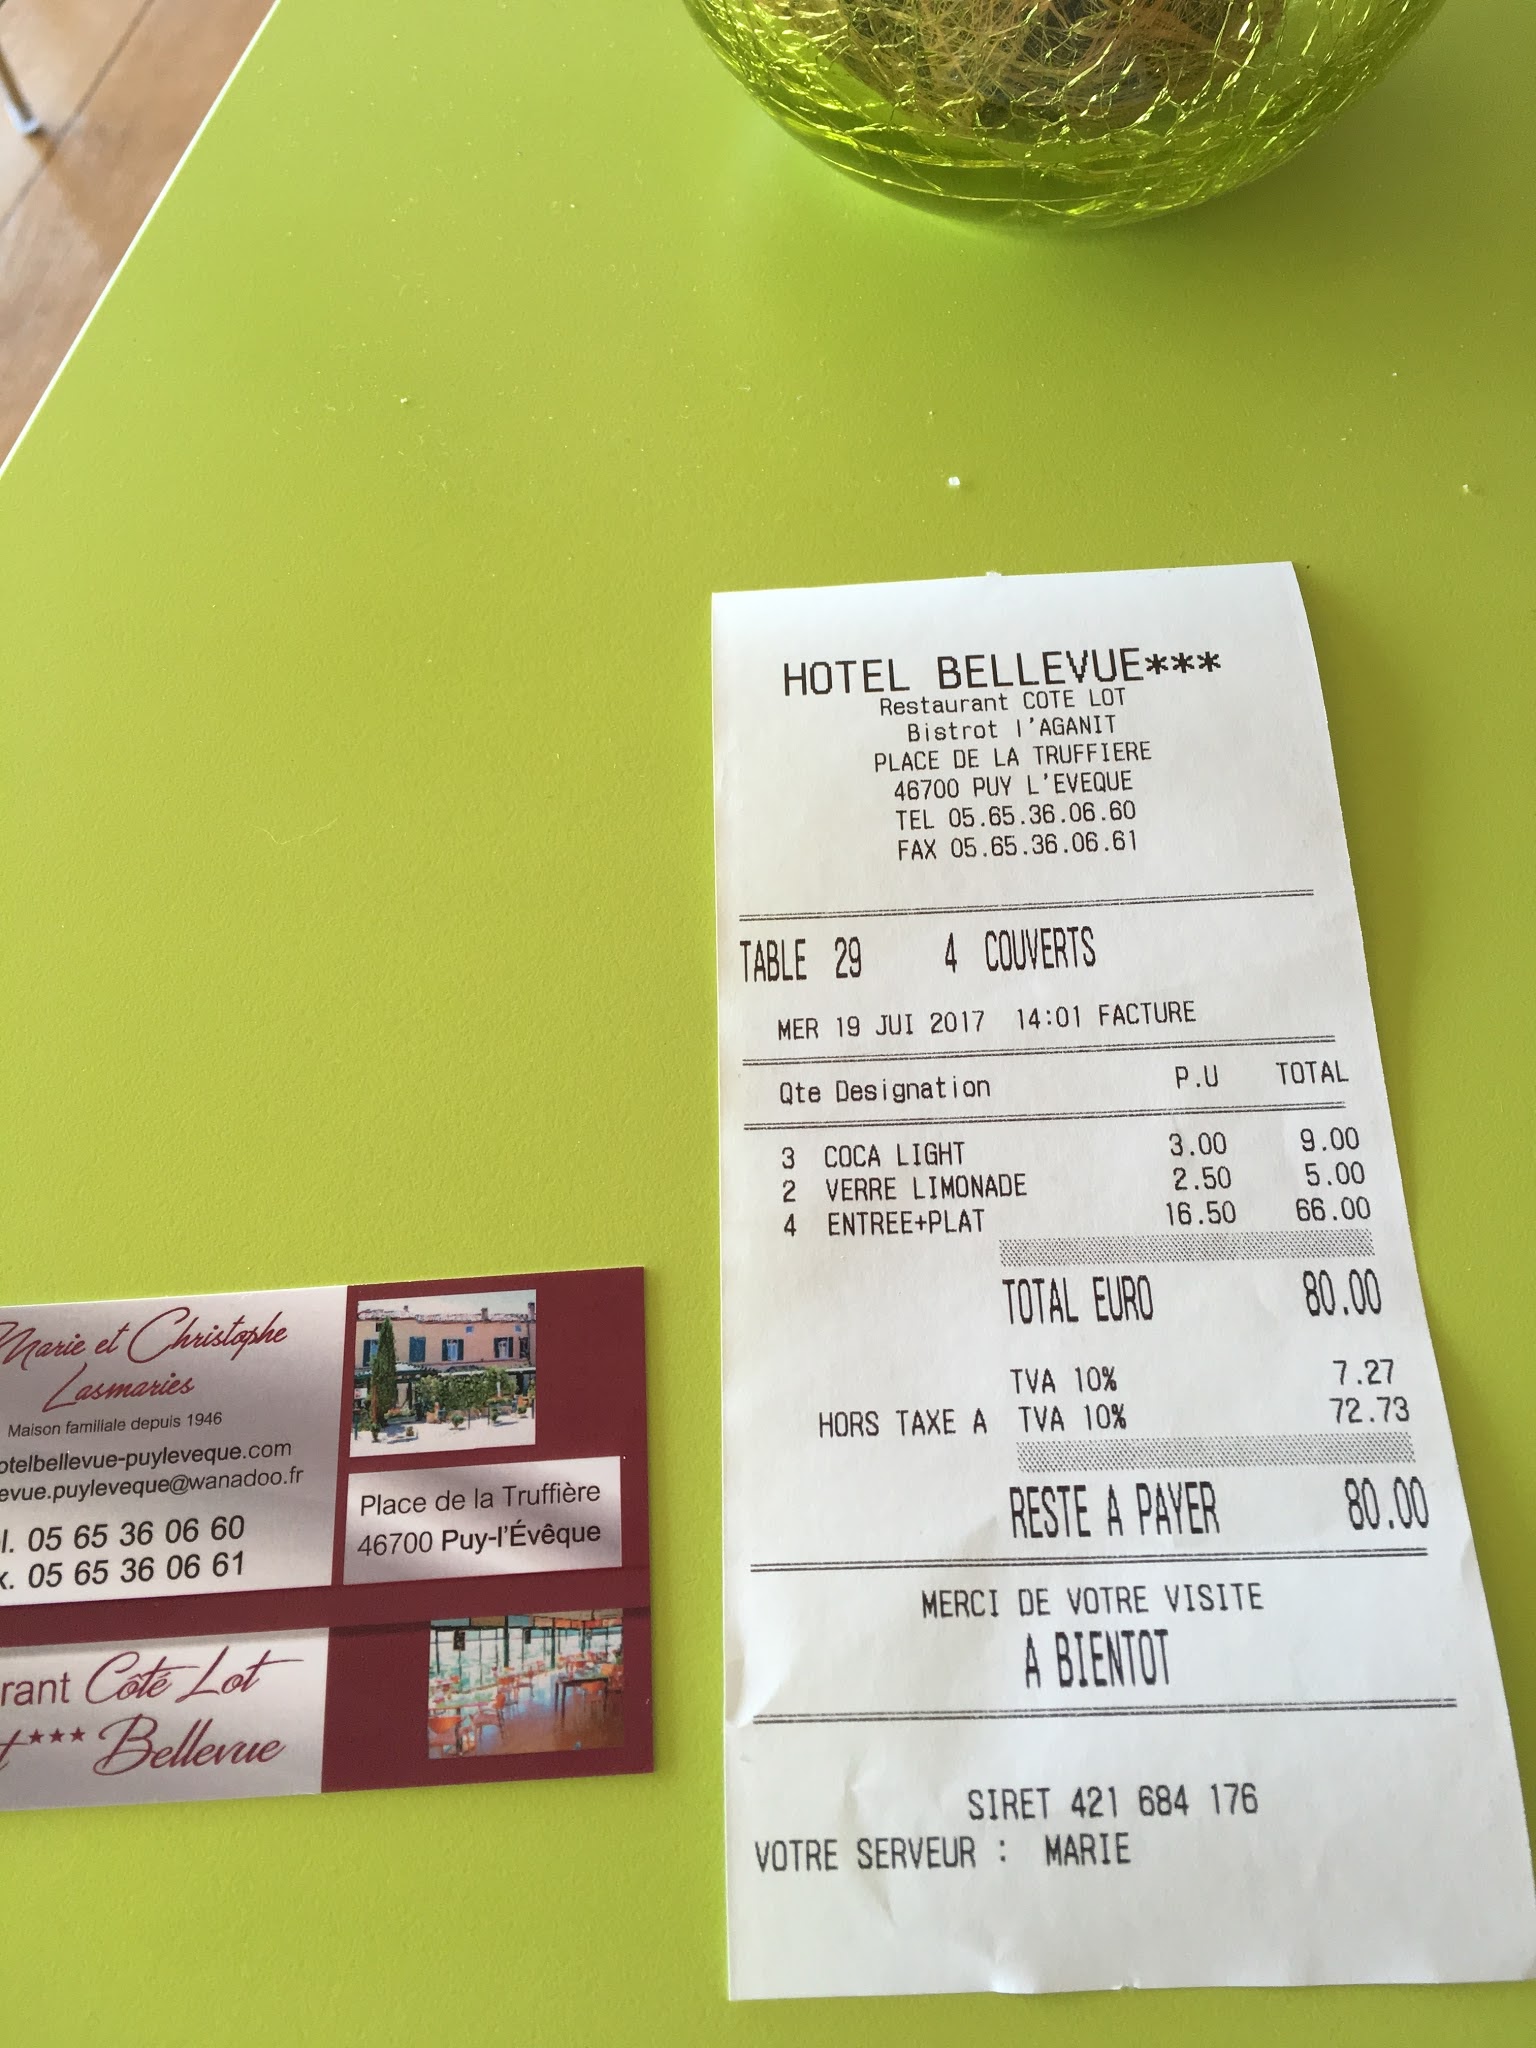 HOTEL BELLEVUE***
Restaurant COTE LOT
Bistrot l'AGANIT
PLACE DE LA TRUFFIERE
46700 PUY L'EVEQUE
TEL 05.65.36.06.60
FAX 05.65.36.06.61
TABLE 29 4 COUVERTS
MER 19 JUI 2017 14:01 FACTURE
Qte Designation P.U TOTAL
3 COCA LIGHT 3.00 9.00
2 VERRE LIMONADE 2.50 5.00
4 ENTREE+PLAT 16.50 66.00
TOTAL EURO 80.00
TVA 10% 7.27
HORS TAXE A TVA 10% 72.73
RESTE A PAYER 80.00
MERCI DE VOTRE VISITE
A BIENTOT
SIRET 421 684 176
VOTRE SERVEUR : MARIE
Marie et Christophe
Lasmaries
Maison familiale depuis 1946
otelbellevue-puyleveque.com
evue.puyleveque@wanadoo.fr
l. 05 65 36 06 60
x. 05 65 36 06 61
Place de la Truffière
46700 Puy-l'Évêque
rant Côté Lot
t*** Bellevue